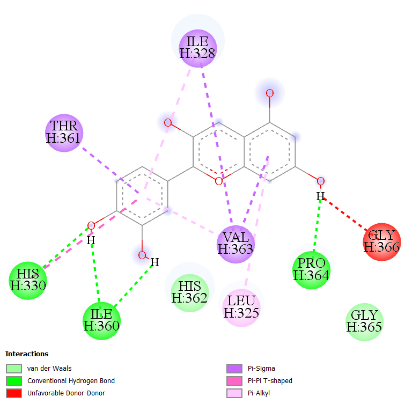 ILE
H:328
THR
H:361
O
O
O
O
H
O
H
O
H
VAL
H:363
GLY
H:366
HIS
H:330
PRO
H:364
ILE
H:360
HIS
H:362
LEU
H:325
GLY
H:365
Interactions
van der Waals
Conventional Hydrogen Bond
Unfavorable Donor Donor
Pi-Sigma
Pi-Pi T-shaped
Pi Alkyl